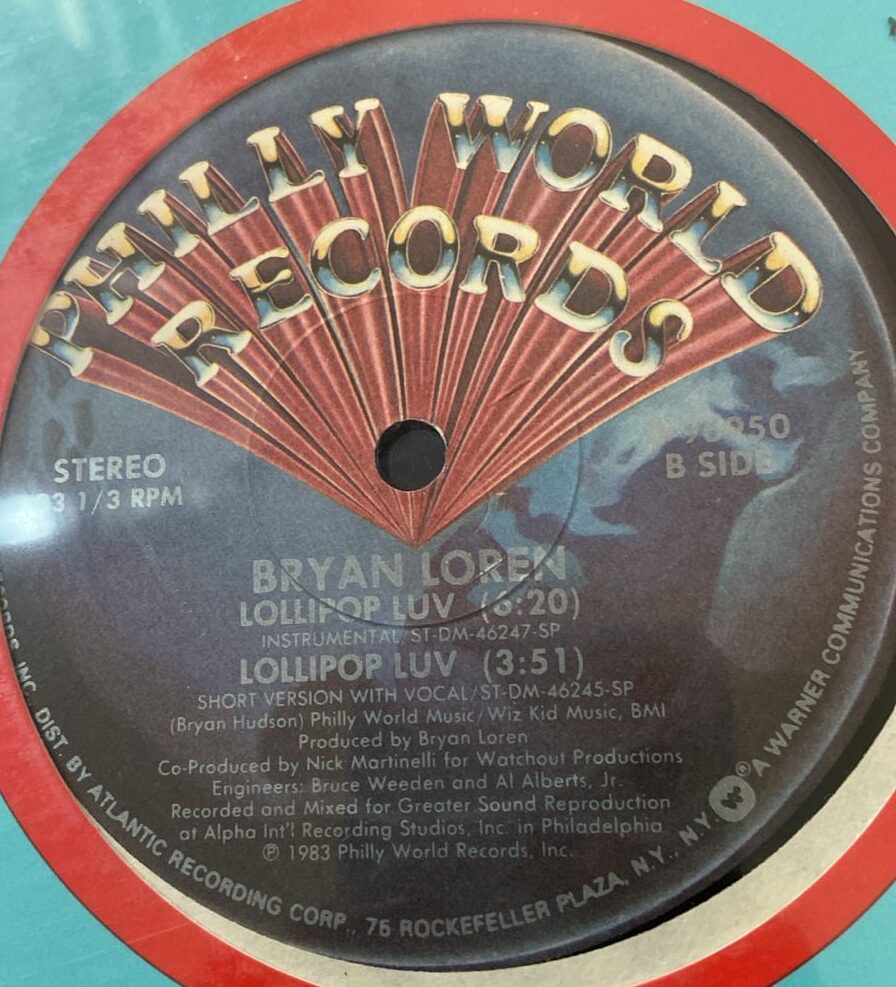 PHILLY WORLD
RECORDS
STEREO
1/3 RPM
B SIDE
BRYAN LOREN
LOLLIPOP LUV (6:20)
INSTRUMENTAL/ST-DM-46247-SP
LOLLIPOP LUV (3:51)
SHORT VERSION WITH VOCAL/ST-DM-46245-SP
(Bryan Hudson) Philly World Music/Wiz Kid Music, BMI
Produced by Bryan Loren
Co-Produced by Nick Martinelli for Watchout Productions
Engineers: Bruce Weeden and Al Alberts, Jr.
Recorded and Mixed for Greater Sound Reproduction
at Alpha Int'l Recording Studios, Inc. in Philadelphia
℗ 1983 Philly World Records, Inc.
INC. DIST. BY ATLANTIC RECORDING CORP., 75 ROCKEFELLER PLAZA, N.Y., N.Y. ® A WARNER COMMUNICATIONS COMPANY